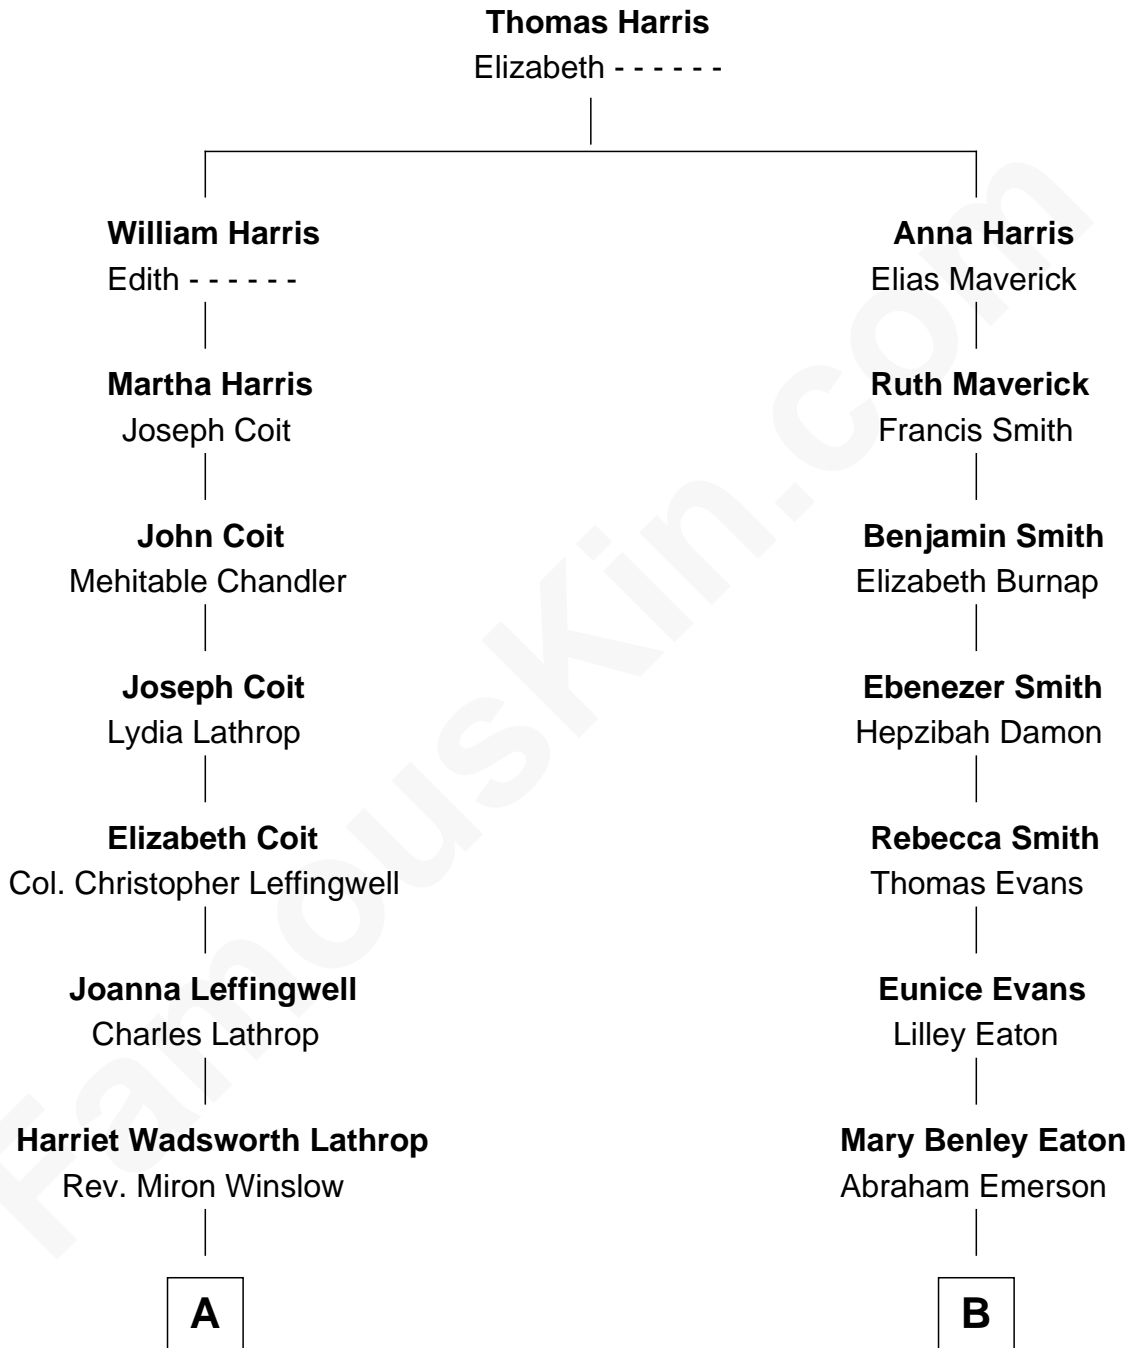 Thomas Harris
Elizabeth - - - - - -
William Harris
Edith - - - - - -
Martha Harris
Joseph Coit
John Coit
Mehitable Chandler
Joseph Coit
Lydia Lathrop
Elizabeth Coit
Col. Christopher Leffingwell
Joanna Leffingwell
Charles Lathrop
Harriet Wadsworth Lathrop
Rev. Miron Winslow
A
Anna Harris
Elias Maverick
Ruth Maverick
Francis Smith
Benjamin Smith
Elizabeth Burnap
Ebenezer Smith
Hepzibah Damon
Rebecca Smith
Thomas Evans
Eunice Evans
Lilley Eaton
Mary Benley Eaton
Abraham Emerson
B
FamousKin.com